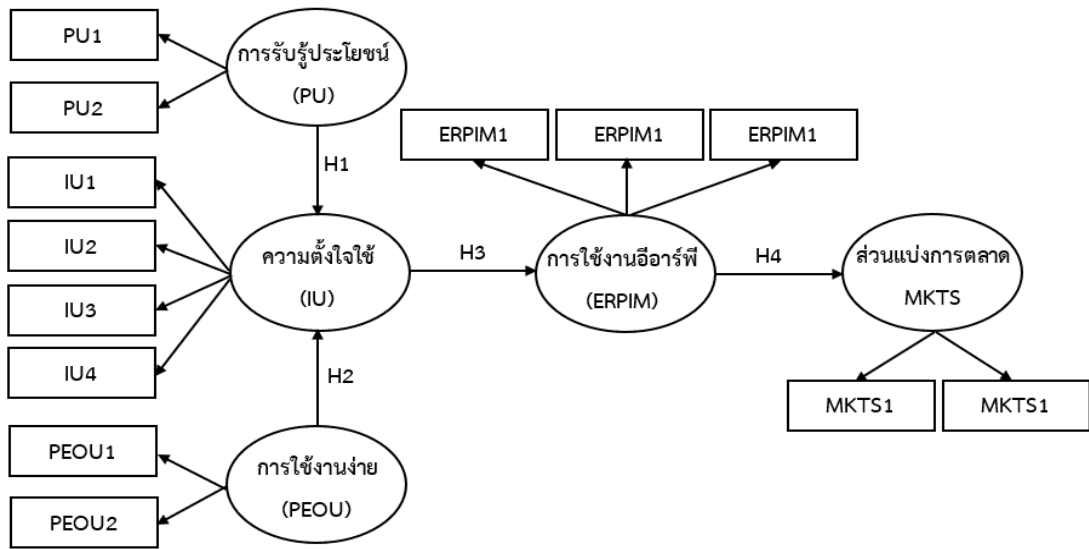 PU1
PU2
การรับรู้ประโยชน์
(PU)
ERPIM1
ERPIM1
ERPIM1
H1
IU1
IU2
IU3
IU4
ความตั้งใจใช้
(IU)
H3
การใช้งานอีอาร์พี
(ERPIM)
H4
ส่วนแบ่งการตลาด
MKTS
H2
MKTS1
MKTS1
PEOU1
PEOU2
การใช้งานง่าย
(PEOU)